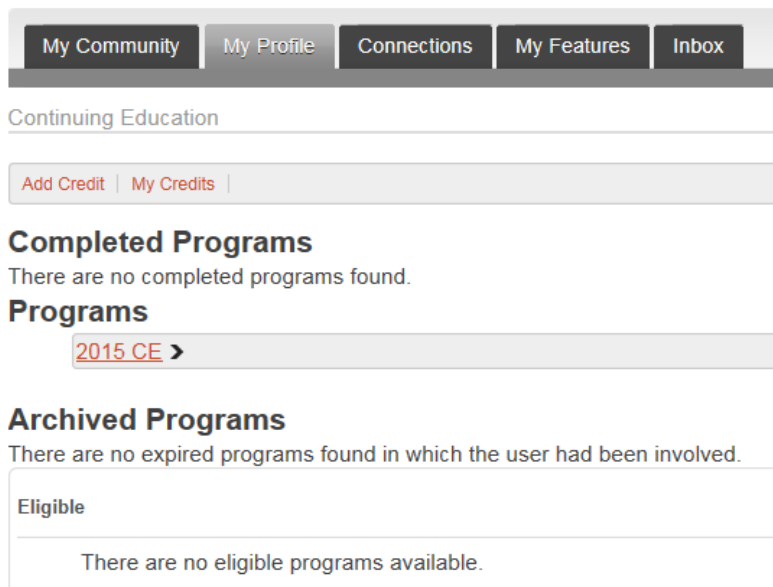 My Community My Profile Connections My Features Inbox
Continuing Education
Add Credit | My Credits |
Completed Programs
There are no completed programs found.
Programs
2015 CE >
Archived Programs
There are no expired programs found in which the user had been involved.
Eligible
There are no eligible programs available.